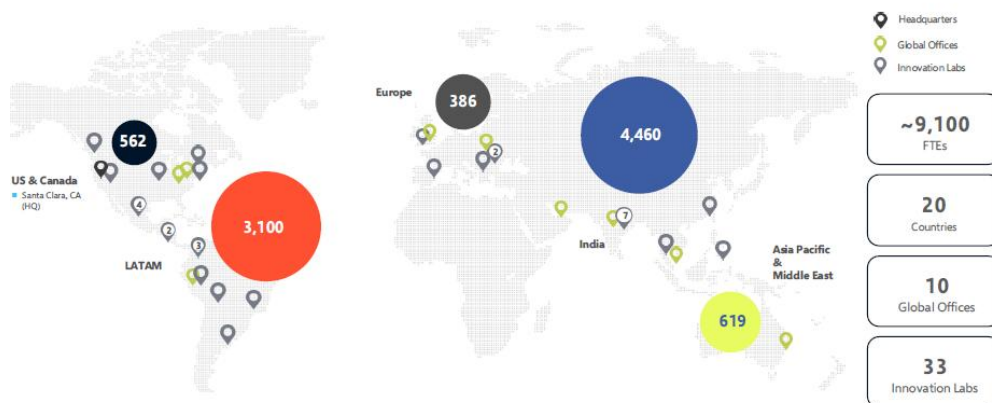 Headquarters
Global Offices
Innovation Labs
Europe
386
4,460
562
~9,100
FTEs
US & Canada
Santa Clara, CA
(HQ)
4
2
3
3,100
LATAM
2
7
India
20
Countries
Asia Pacific
&
Middle East
619
10
Global Offices
33
Innovation Labs